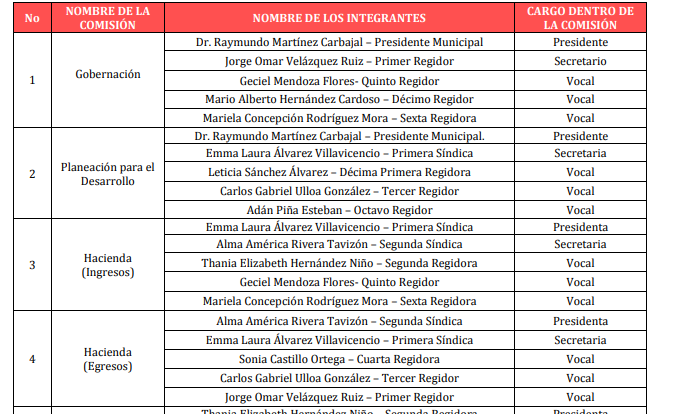 No
NOMBRE DE LA
COMISIÓN
NOMBRE DE LOS INTEGRANTES
CARGO DENTRO DE
LA COMISIÓN
1
Gobernación
Dr. Raymundo Martínez Carbajal – Presidente Municipal
Presidente
Jorge Omar Velázquez Ruiz – Primer Regidor
Secretario
Geciel Mendoza Flores- Quinto Regidor
Vocal
Mario Alberto Hernández Cardoso – Décimo Regidor
Vocal
Mariela Concepción Rodríguez Mora – Sexta Regidora
Vocal
2
Planeación para el
Desarrollo
Dr. Raymundo Martínez Carbajal – Presidente Municipal.
Presidente
Emma Laura Álvarez Villavicencio – Primera Síndica
Secretaria
Leticia Sánchez Álvarez – Décima Primera Regidora
Vocal
Carlos Gabriel Ulloa González – Tercer Regidor
Vocal
Adán Piña Esteban – Octavo Regidor
Vocal
3
Hacienda
(Ingresos)
Emma Laura Álvarez Villavicencio – Primera Síndica
Presidenta
Alma América Rivera Tavizón – Segunda Síndica
Secretaria
Thania Elizabeth Hernández Niño – Segunda Regidora
Vocal
Geciel Mendoza Flores- Quinto Regidor
Vocal
Mariela Concepción Rodríguez Mora – Sexta Regidora
Vocal
4
Hacienda
(Egresos)
Alma América Rivera Tavizón – Segunda Síndica
Presidenta
Emma Laura Álvarez Villavicencio – Primera Síndica
Secretaria
Sonia Castillo Ortega – Cuarta Regidora
Vocal
Carlos Gabriel Ulloa González – Tercer Regidor
Vocal
Jorge Omar Velázquez Ruiz – Primer Regidor
Vocal
Thania Elizabeth Hernández Niño – Segunda Regidora
Presidenta